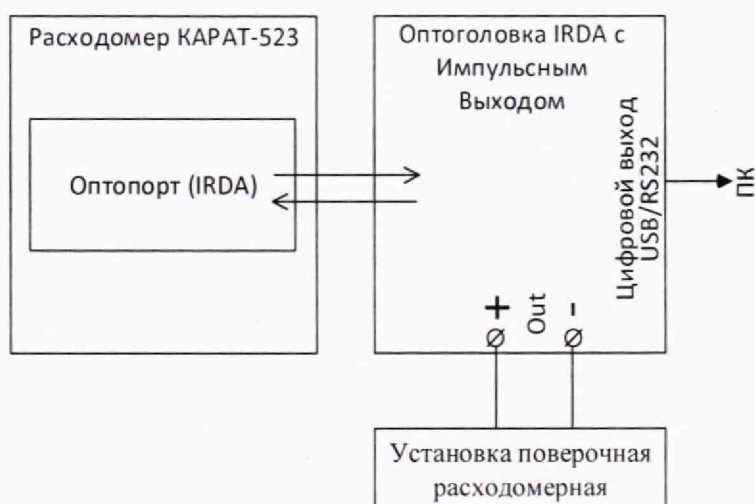 Расходомер КАРАТ-523
Оптопорт (IRDA)
Оптоголовка IRDA с
Импульсным
Выходом
Цифровой выход
USB/RS232
ПК
+ Out -
Установка поверочная
расходомерная